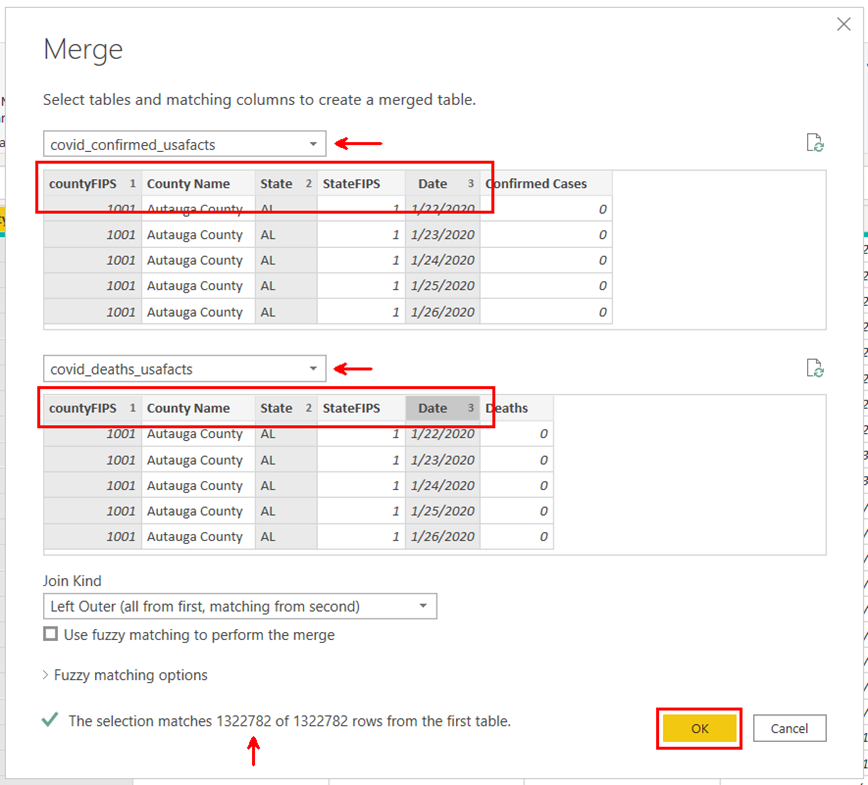 Merge
Select tables and matching columns to create a merged table.
covid_confirmed_usafacts
countyFIPS 1 County Name State 2 StateFIPS Date 3 Confirmed Cases
1001 Autauga County AL 1 1/22/2020 0
1001 Autauga County AL 1 1/23/2020 0
1001 Autauga County AL 1 1/24/2020 0
1001 Autauga County AL 1 1/25/2020 0
1001 Autauga County AL 1 1/26/2020 0
covid_deaths_usafacts
countyFIPS 1 County Name State 2 StateFIPS Date 3 Deaths
1001 Autauga County AL 1 1/22/2020 0
1001 Autauga County AL 1 1/23/2020 0
1001 Autauga County AL 1 1/24/2020 0
1001 Autauga County AL 1 1/25/2020 0
1001 Autauga County AL 1 1/26/2020 0
Join Kind
Left Outer (all from first, matching from second)
Use fuzzy matching to perform the merge
Fuzzy matching options
The selection matches 1322782 of 1322782 rows from the first table.
OK Cancel